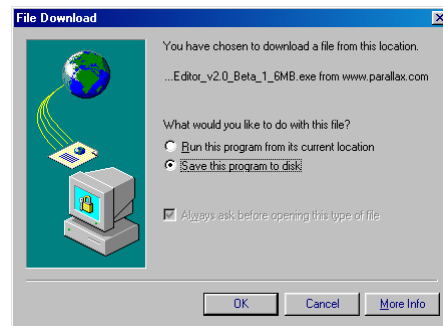 File Download
You have chosen to download a file from this location.
...Editor_v2.0_Beta_1_6MB.exe from www.parallax.com
What would you like to do with this file?
Run this program from its current location
Save this program to disk
Always ask before opening this type of file
OK
Cancel
More Info